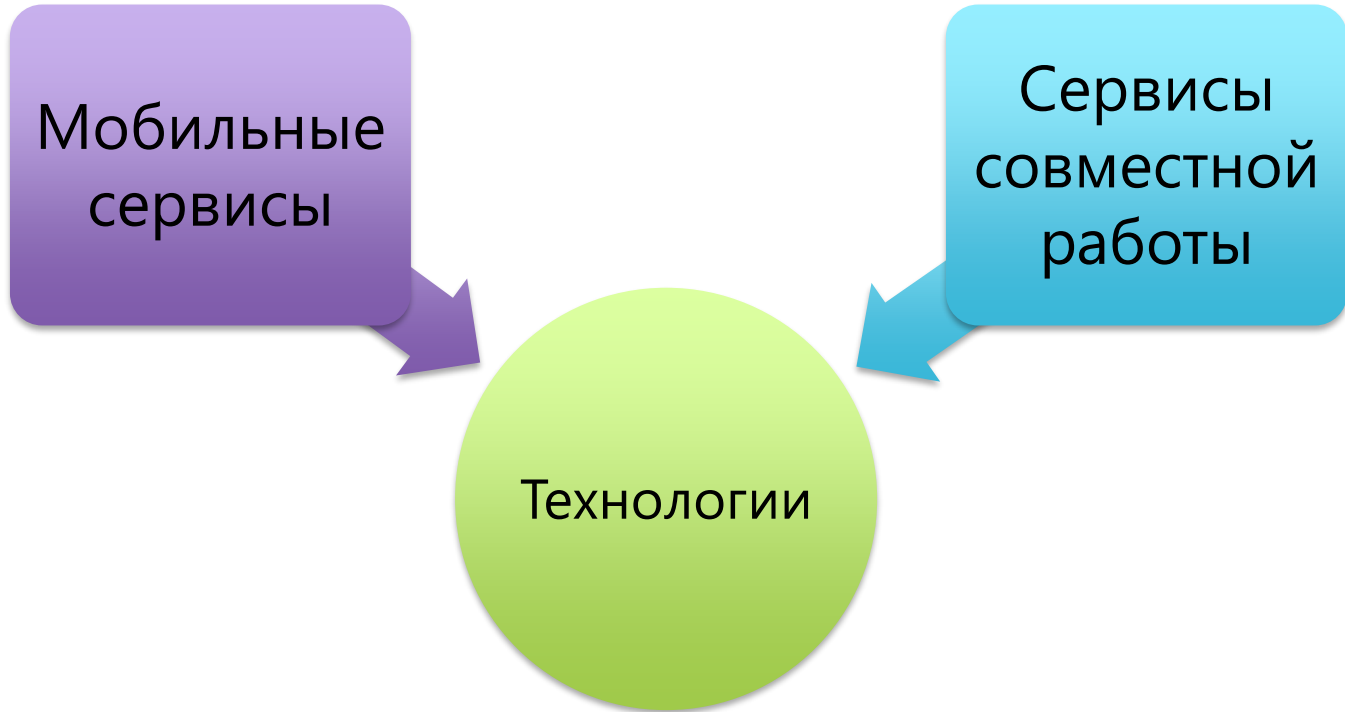 Мобильные
сервисы
Сервисы
совместной
работы
Технологии